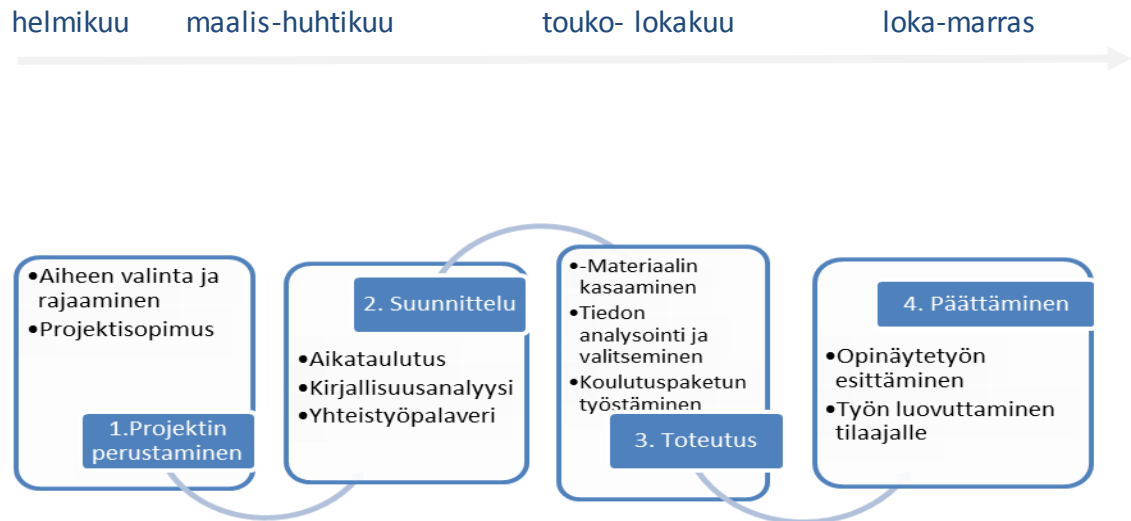 helmikuu maalis-huhtikuu touko- lokakuu loka-marras
•Aiheen valinta ja
rajaaminen
•Projektisopimus
1.Projektin
perustaminen
2. Suunnittelu
•Aikataulutus
•Kirjallisuusanalyysi
•Yhteistyöpalaveri
•-Materiaalin
kasaaminen
•Tiedon
analysointi ja
valitseminen
•Koulutuspaketun
työstäminen
3. Toteutus
4. Päättäminen
•Opinäytetyön
esittäminen
•Työn luovuttaminen
tilaajalle